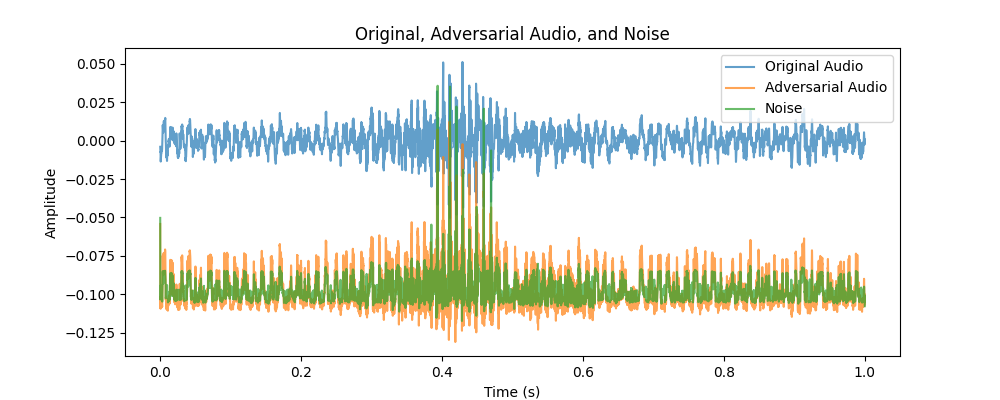 Original, Adversarial Audio, and Noise
Original Audio
Adversarial Audio
Noise
0.050
0.025
0.000
−0.025
−0.050
−0.075
−0.100
−0.125
Amplitude
0.0
0.2
0.4
0.6
0.8
1.0
Time (s)